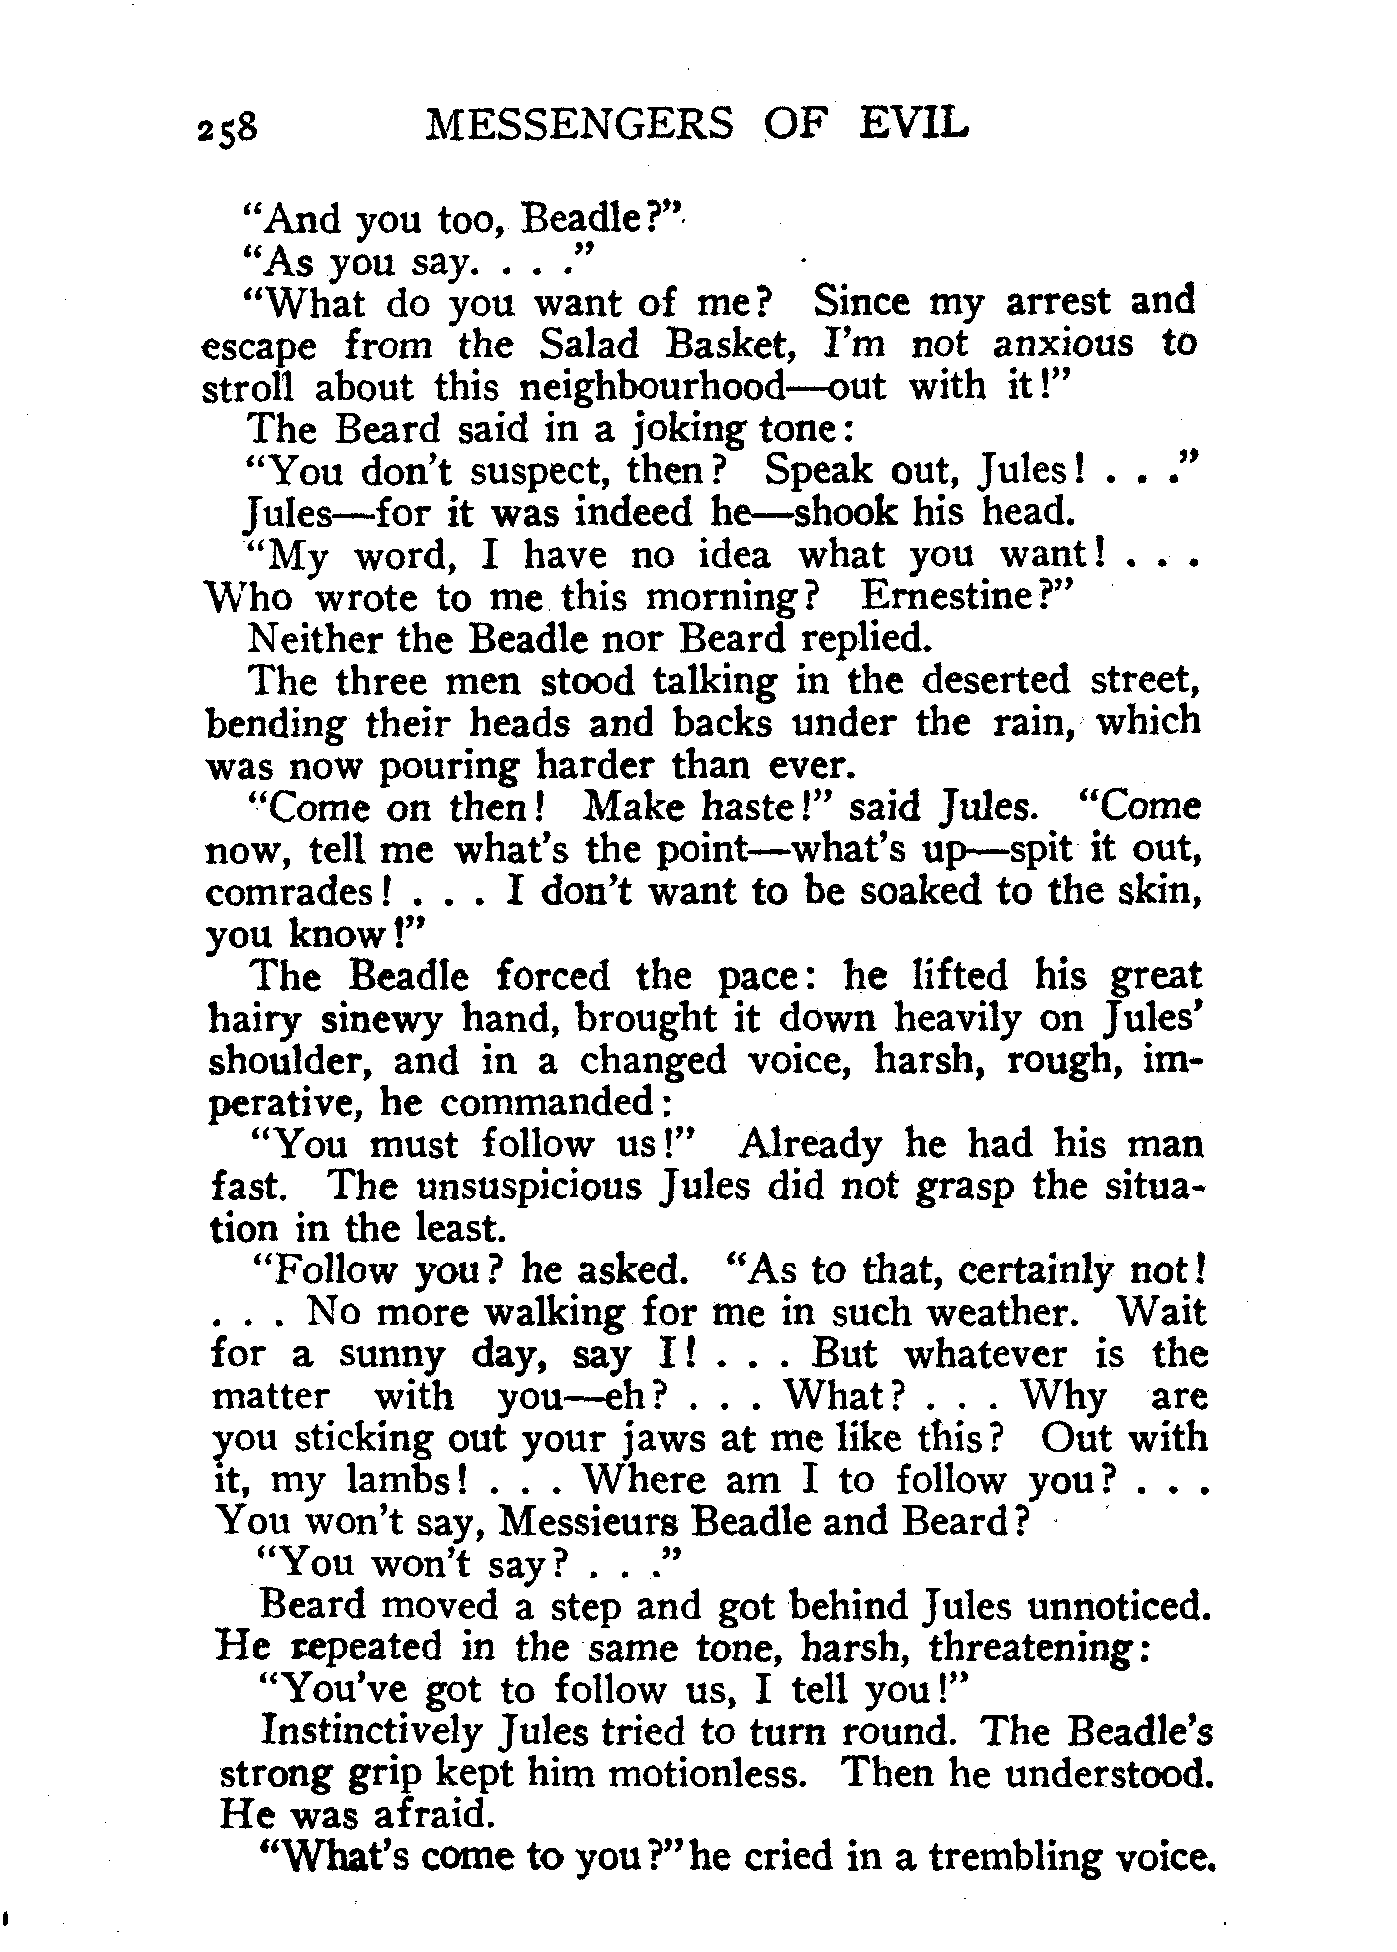 258 MESSENGERS OF EVIL
"And you too, Beadle?"
"As you say. . . ."
"What do you want of me? Since my arrest and
escape from the Salad Basket, I'm not anxious to
stroll about this neighbourhood—out with it!"
The Beard said in a joking tone:
"You don't suspect, then? Speak out, Jules! . . ."
Jules—for it was indeed he—shook his head.
"My word, I have no idea what you want! . . .
Who wrote to me this morning? Ernestine?"
Neither the Beadle nor Beard replied.
The three men stood talking in the deserted street,
bending their heads and backs under the rain, which
was now pouring harder than ever.
"Come on then! Make haste!" said Jules. "Come
now, tell me what's the point—what's up—spit it out,
comrades! . . . I don't want to be soaked to the skin,
you know!"
The Beadle forced the pace: he lifted his great
hairy sinewy hand, brought it down heavily on Jules'
shoulder, and in a changed voice, harsh, rough, im-
perative, he commanded:
"You must follow us!" Already he had his man
fast. The unsuspicious Jules did not grasp the situa-
tion in the least.
"Follow you? he asked. "As to that, certainly not!
. . . No more walking for me in such weather. Wait
for a sunny day, say I! . . . But whatever is the
matter with you—eh? . . . What? . . . Why are
you sticking out your jaws at me like this? Out with
it, my lambs! . . . Where am I to follow you? . . .
You won't say, Messieurs Beadle and Beard?
"You won't say? . . ."
Beard moved a step and got behind Jules unnoticed.
He repeated in the same tone, harsh, threatening:
"You've got to follow us, I tell you!"
Instinctively Jules tried to turn round. The Beadle's
strong grip kept him motionless. Then he understood.
He was afraid.
"What's come to you?" he cried in a trembling voice.